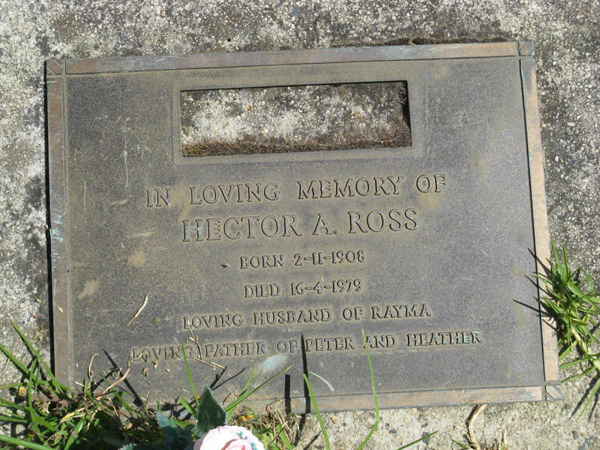 IN LOVING MEMORY OF
HECTOR A. ROSS
BORN 2-11-1908
DIED 16-4-1979
LOVING HUSBAND OF RAYMA
LOVING FATHER OF PETER AND HEATHER